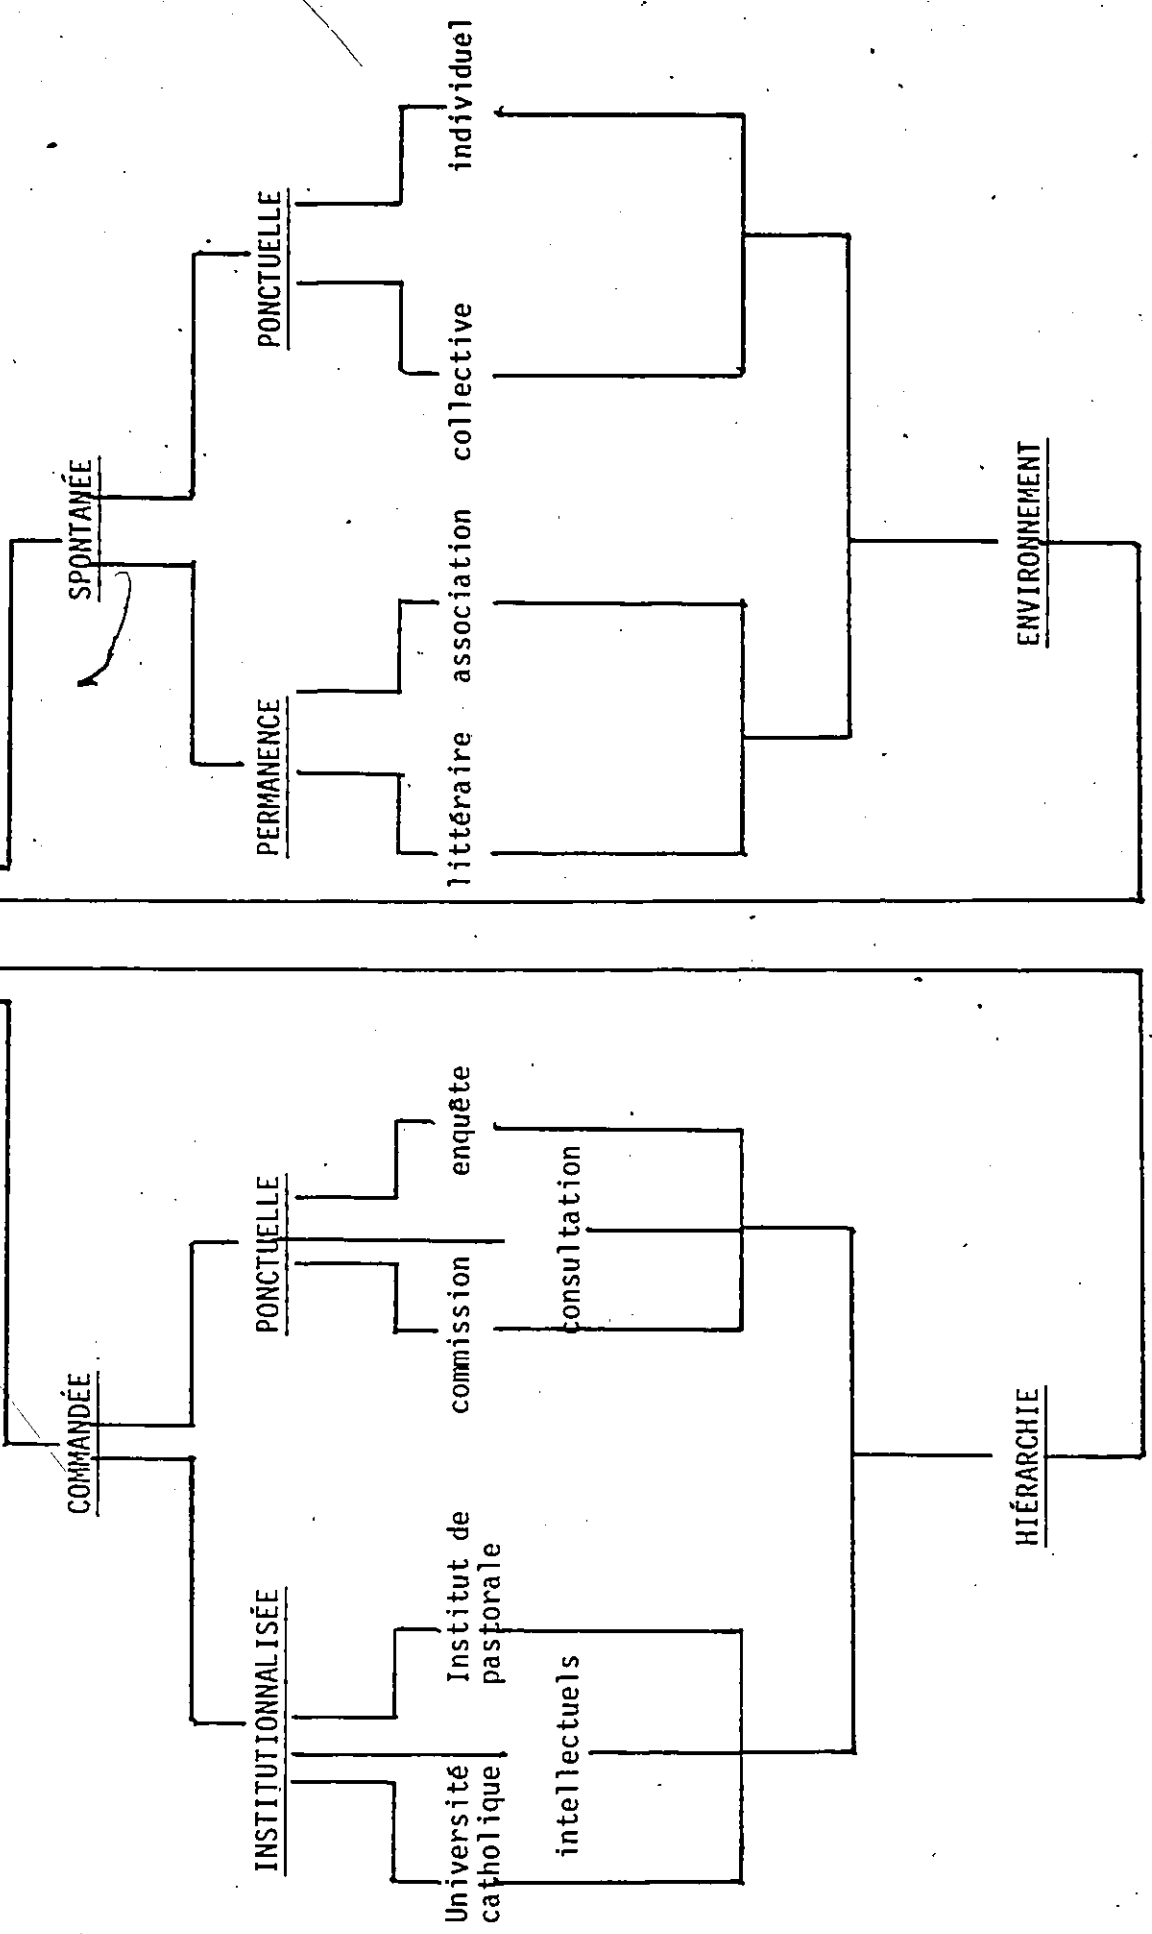 COMMANDÉE
SPONTANÉE
INSTITUTIONNALISÉE
PONCTUELLE
PERMANENCE
PONCTUELLE
Université
catholique
Institut de
pastorale
commission
enquête
littéraire
association
collective
individuel
intellectuels
consultation
HIÉRARCHIE
ENVIRONNEMENT